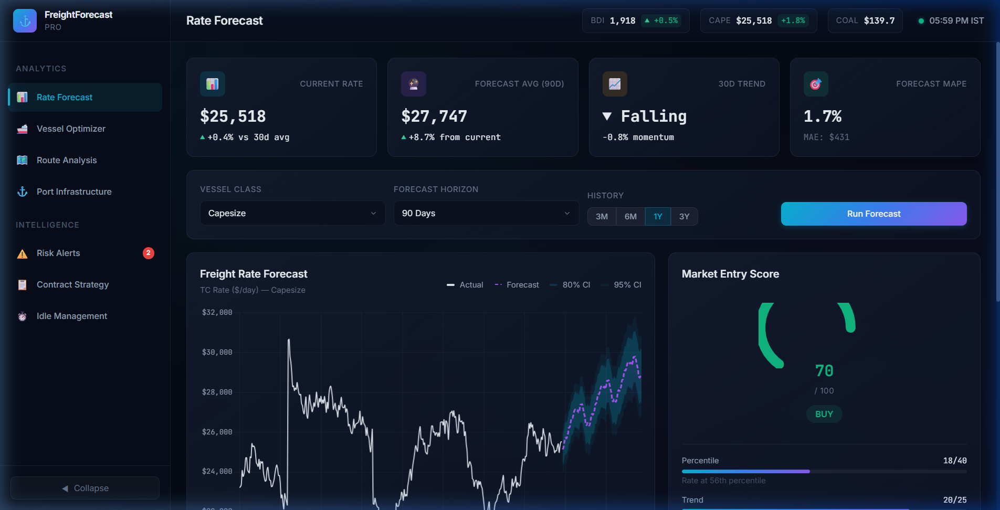 FreightForecast
PRO
Rate Forecast
BDI 1,918 ▲ +0.5%
CAPE $25,518 +1.8%
COAL $139.7
05:59 PM IST
ANALYTICS
Rate Forecast
Vessel Optimizer
Route Analysis
Port Infrastructure
INTELLIGENCE
Risk Alerts 2
Contract Strategy
Idle Management
◀ Collapse
CURRENT RATE
$25,518
▲ +0.4% vs 30d avg
FORECAST AVG (90D)
$27,747
▲ +8.7% from current
30D TREND
▼ Falling
-0.8% momentum
FORECAST MAPE
1.7%
MAE: $431
VESSEL CLASS
Capesize
FORECAST HORIZON
90 Days
HISTORY
3M 6M 1Y 3Y
Run Forecast
Freight Rate Forecast
TC Rate ($/day) — Capesize
Actual Forecast 80% CI 95% CI
$32,000
$30,000
$28,000
$26,000
$24,000
Market Entry Score
70
/ 100
BUY
Percentile 18/40
Rate at 56th percentile
Trend 20/25